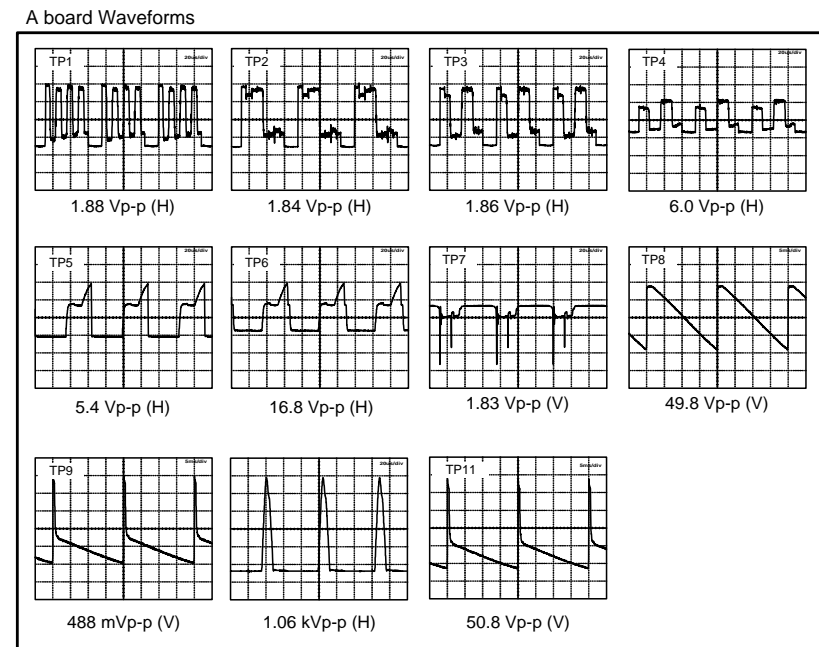 A board Waveforms
TP1
20us/div
1.88 Vp-p (H)
TP2
20us/div
1.84 Vp-p (H)
TP3
20us/div
1.86 Vp-p (H)
TP4
20us/div
6.0 Vp-p (H)
TP5
20us/div
5.4 Vp-p (H)
TP6
20us/div
16.8 Vp-p (H)
TP7
20us/div
1.83 Vp-p (V)
TP8
5ms/div
49.8 Vp-p (V)
TP9
5ms/div
488 mVp-p (V)
20us/div
1.06 kVp-p (H)
TP11
5ms/div
50.8 Vp-p (V)